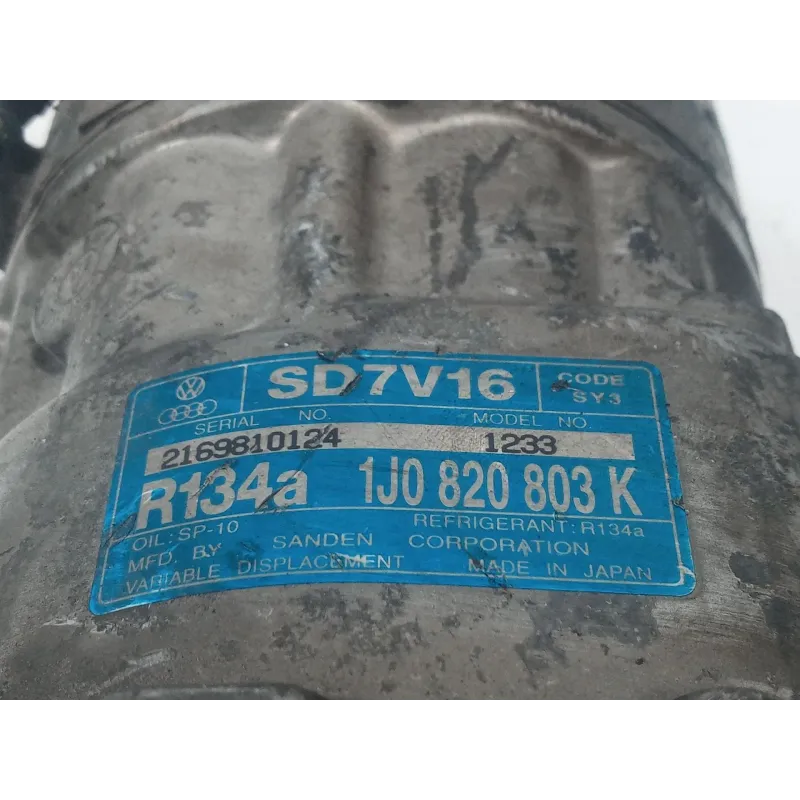 SD7V16
CODE
SY3
SERIAL NO.
MODEL NO.
2169810124
1233
R134a 1J0 820 803 K
OIL: SP-10
REFRIGERANT: R134a
MFD. BY SANDEN CORPORATION
VARIABLE DISPLACEMENT MADE IN JAPAN